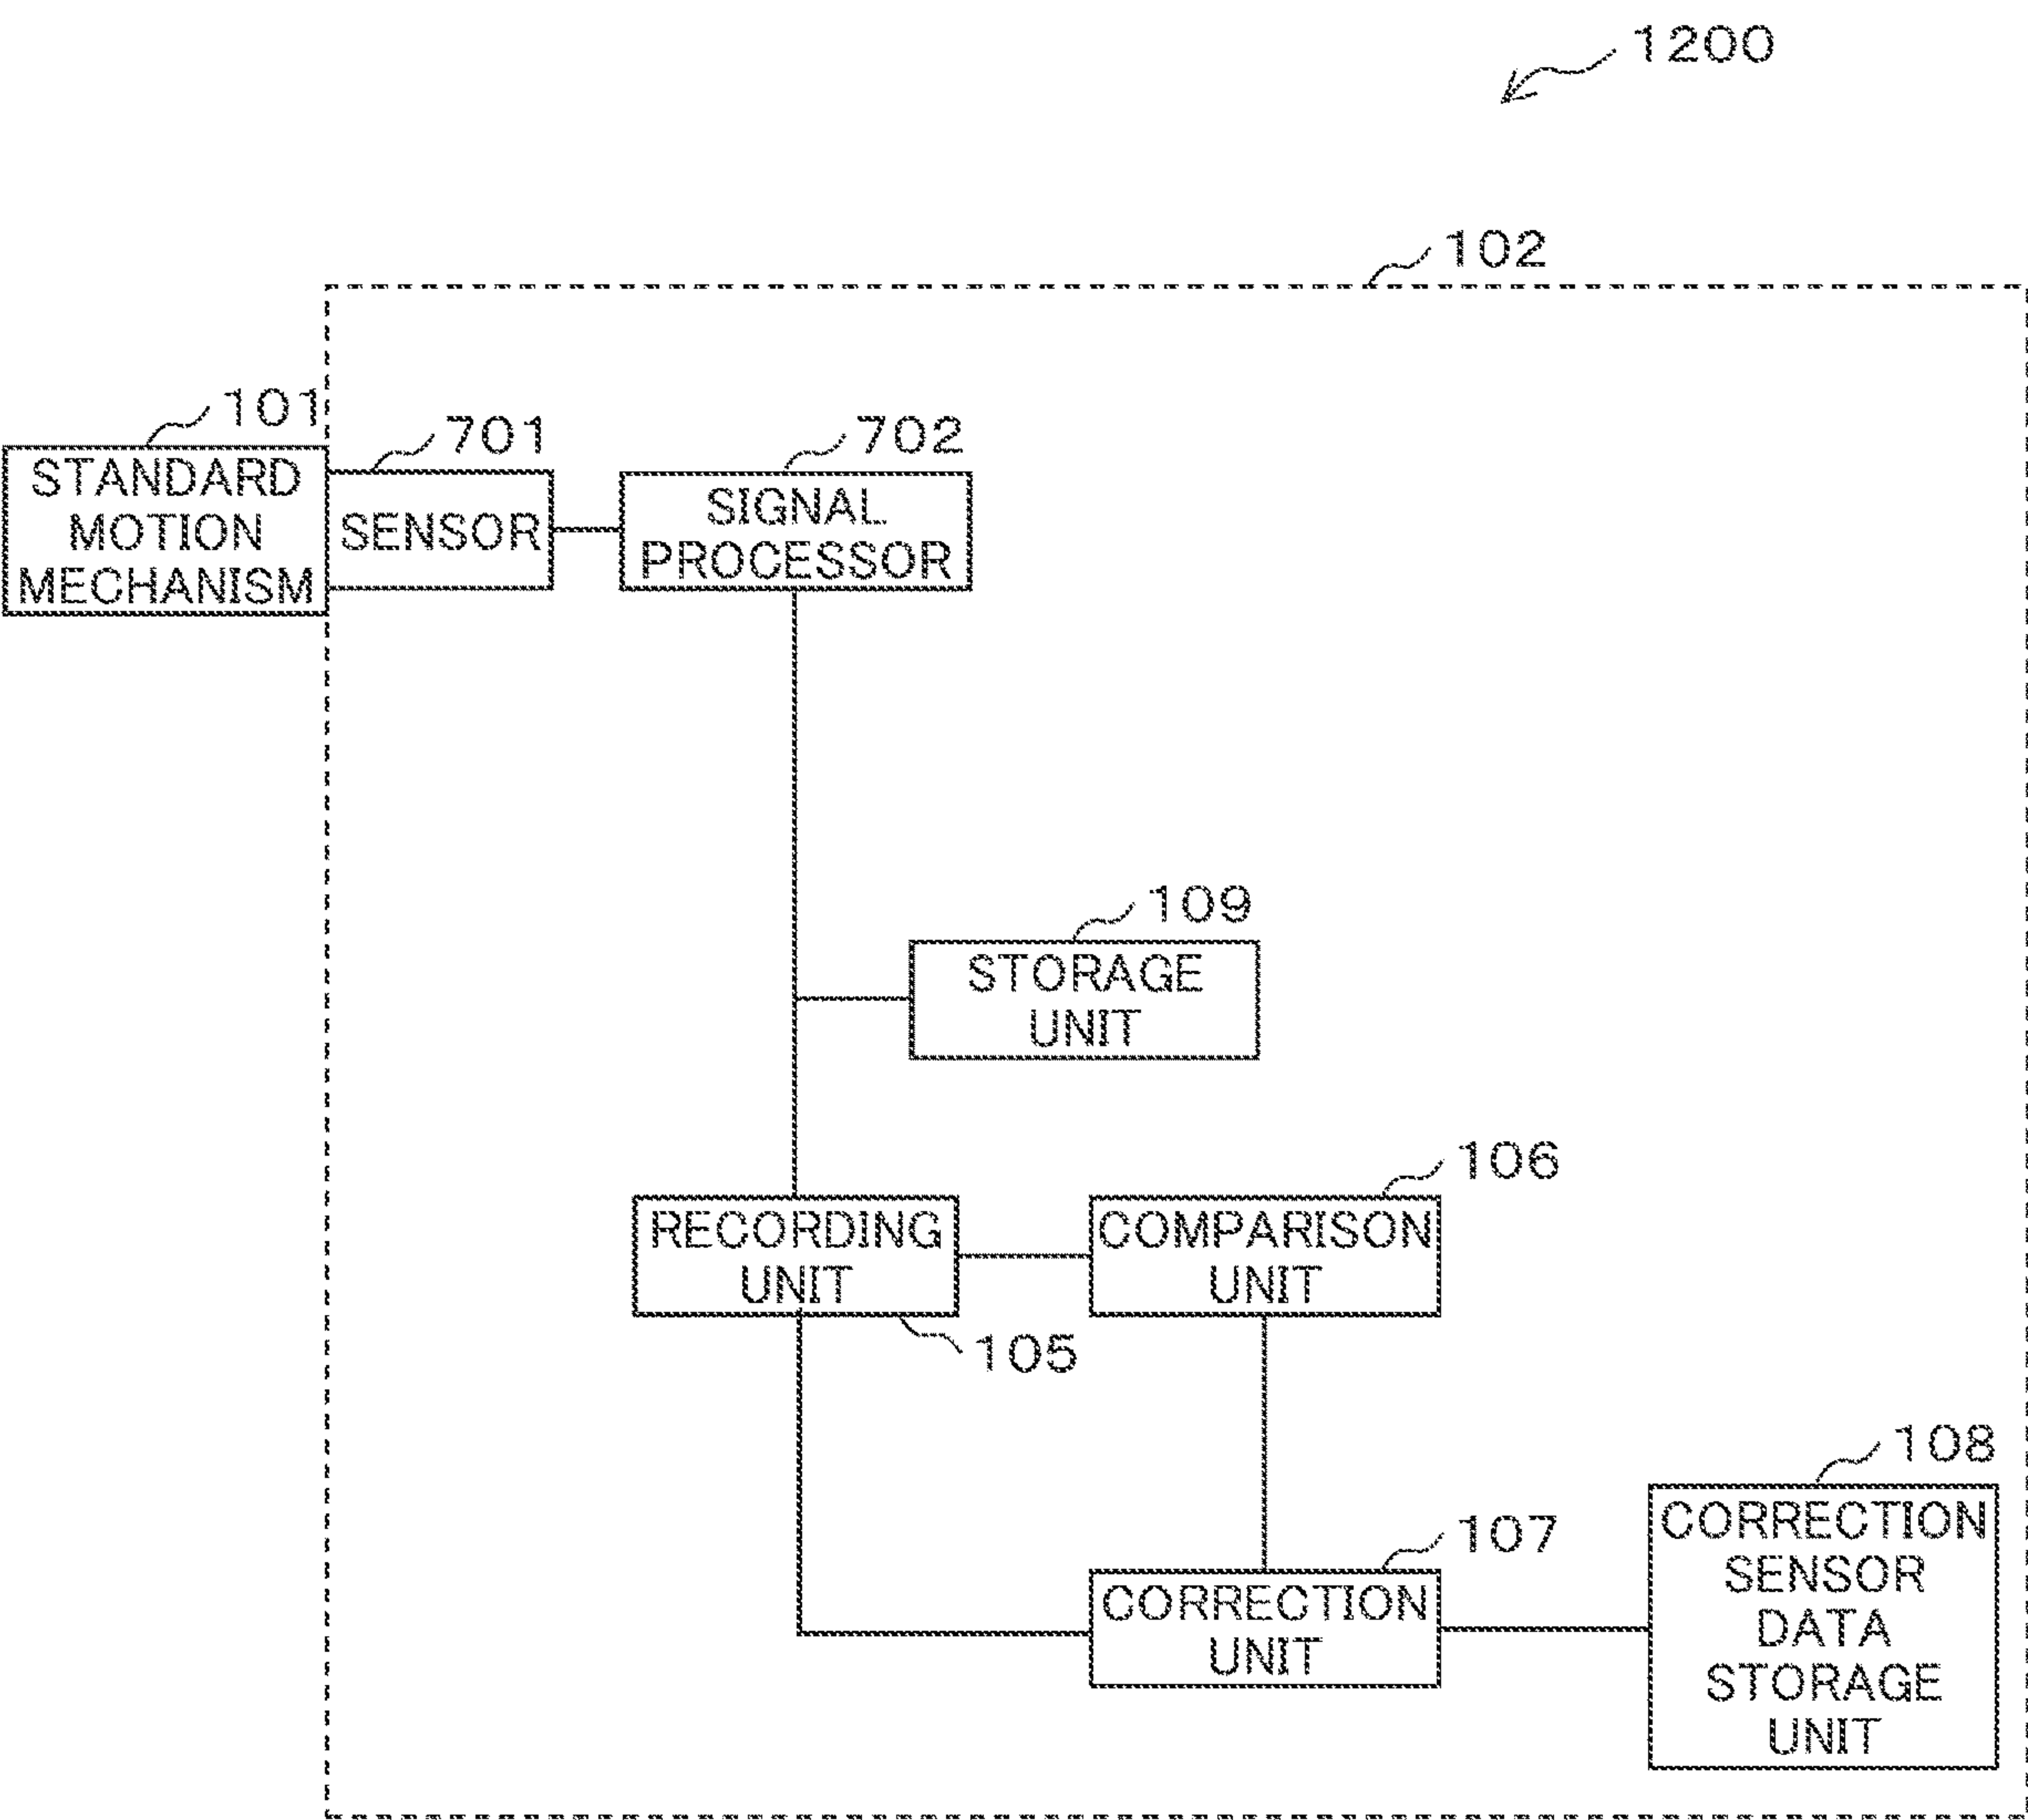 1200
102
101
STANDARD
MOTION
MECHANISM
701
SENSOR
702
SIGNAL
PROCESSOR
109
STORAGE
UNIT
RECORDING
UNIT
105
106
COMPARISON
UNIT
107
CORRECTION
UNIT
108
CORRECTION
SENSOR
DATA
STORAGE
UNIT